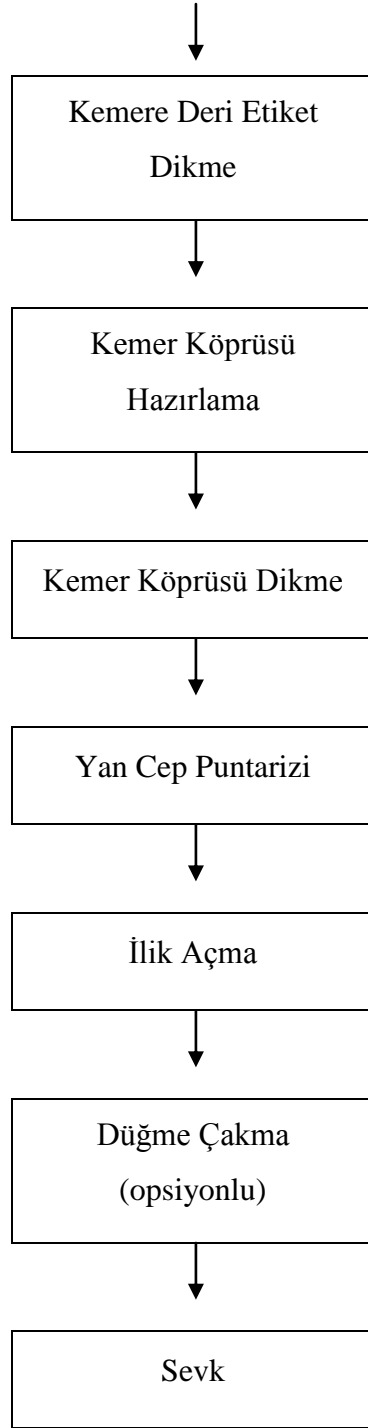 Kemere Deri Etiket
Dikme
Kemer Köprüsü
Hazırlama
Kemer Köprüsü Dikme
Yan Cep Puntarizi
İlik Açma
Düğme Çakma
(opsiyonlu)
Sevk